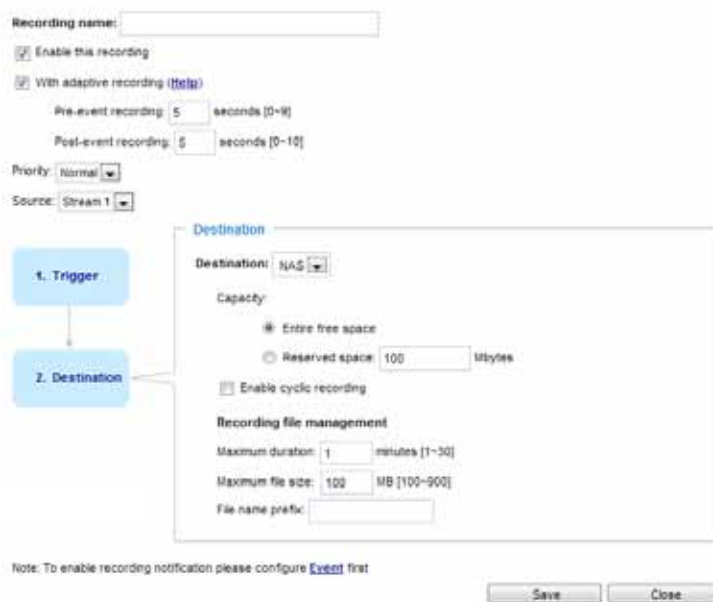 Recording name:
Enable this recording
With adaptive recording (Help)
Pre-event recording: 5 seconds [0~9]
Post-event recording: 5 seconds [0~10]
Priority: Normal
Source: Stream 1
Destination
1. Trigger
Destination: NAS
Capacity:
Entire free space
Reserved space: 100 Mbytes
2. Destination
Enable cyclic recording
Recording file management
Maximum duration: 1 minutes [1~30]
Maximum file size: 100 MB [100~900]
File name prefix:
Note: To enable recording notification please configure Event first
Save Close